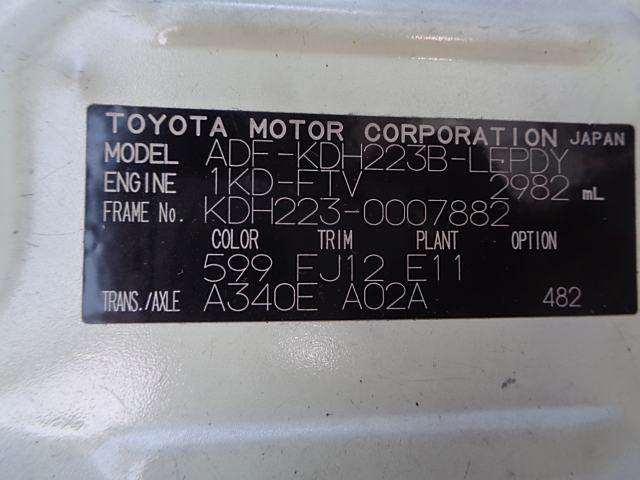 TOYOTA MOTOR CORPORATION JAPAN
MODEL ADF-KDH223B-LEPDY
ENGINE 1KD-FTV 2982 mL
FRAME No. KDH223-0007882
COLOR TRIM PLANT OPTION
599 FJ12 E11
TRANS./AXLE A340E A02A 482